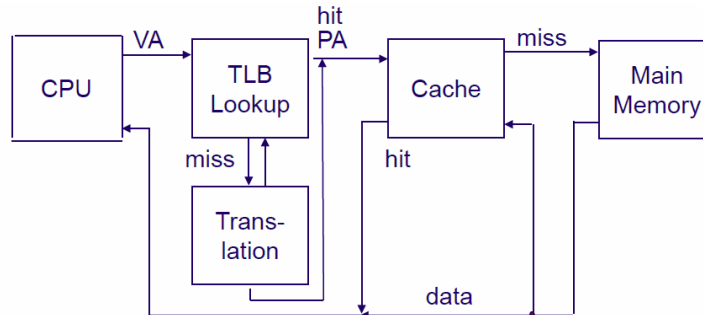 hit
VA
PA
miss
CPU
TLB
Lookup
Cache
Main
Memory
miss
hit
Trans-
lation
data